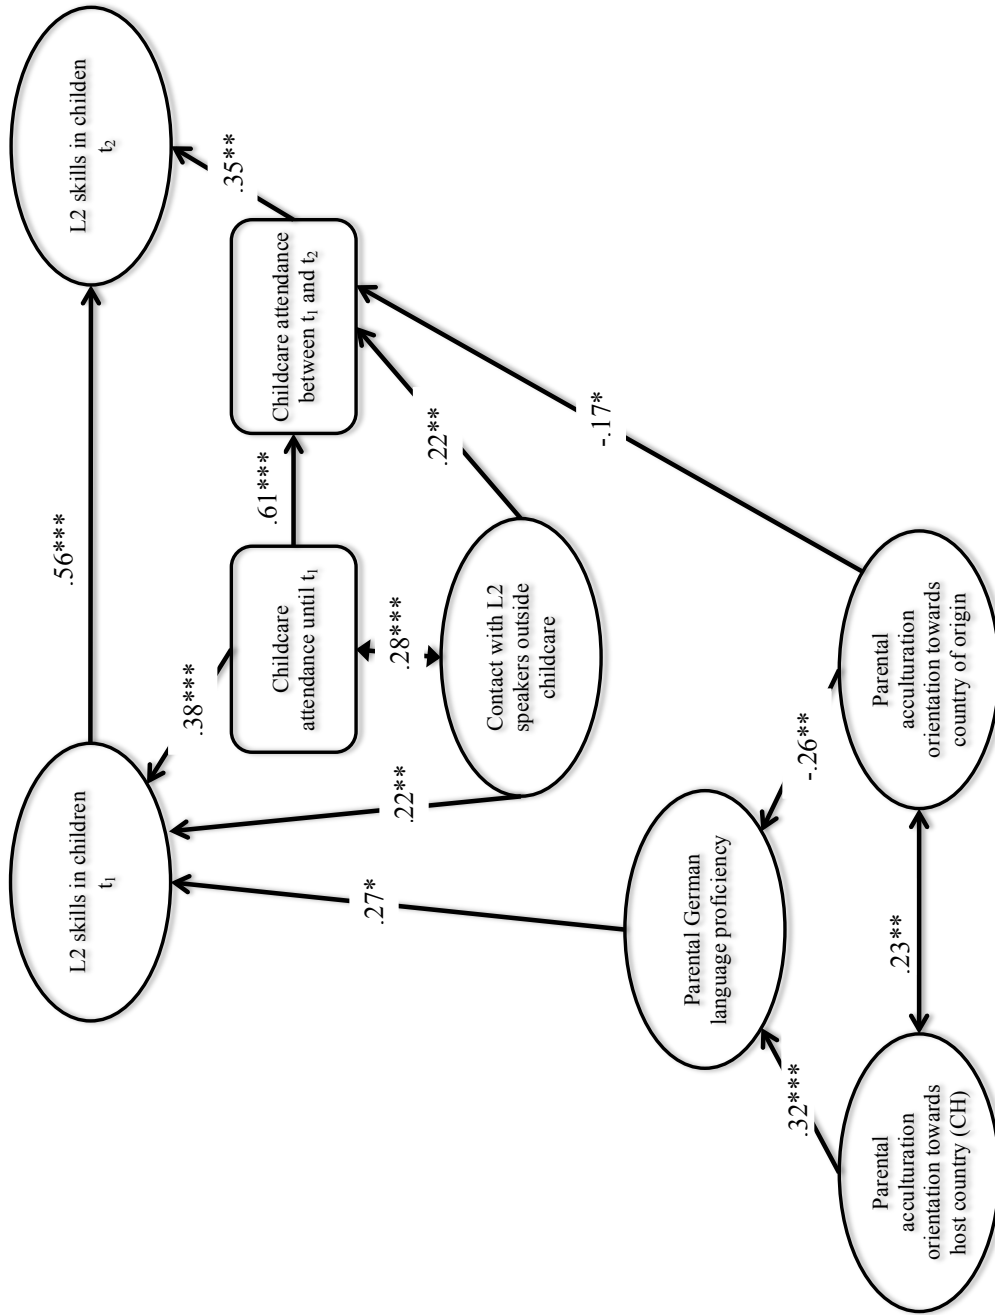 L2 skills in children
t₁
.56***
L2 skills in childen
t₂
.38***
.35**
Childcare
attendance until t₁
.61***
Childcare attendance
between t₁ and t₂
.28***
.22**
.22**
Contact with L2
speakers outside
childcare
.27*
-.17*
Parental German
language proficiency
.32***
-.26**
Parental
acculturation
orientation towards
host country (CH)
.23**
Parental
acculturation
orientation towards
country of origin